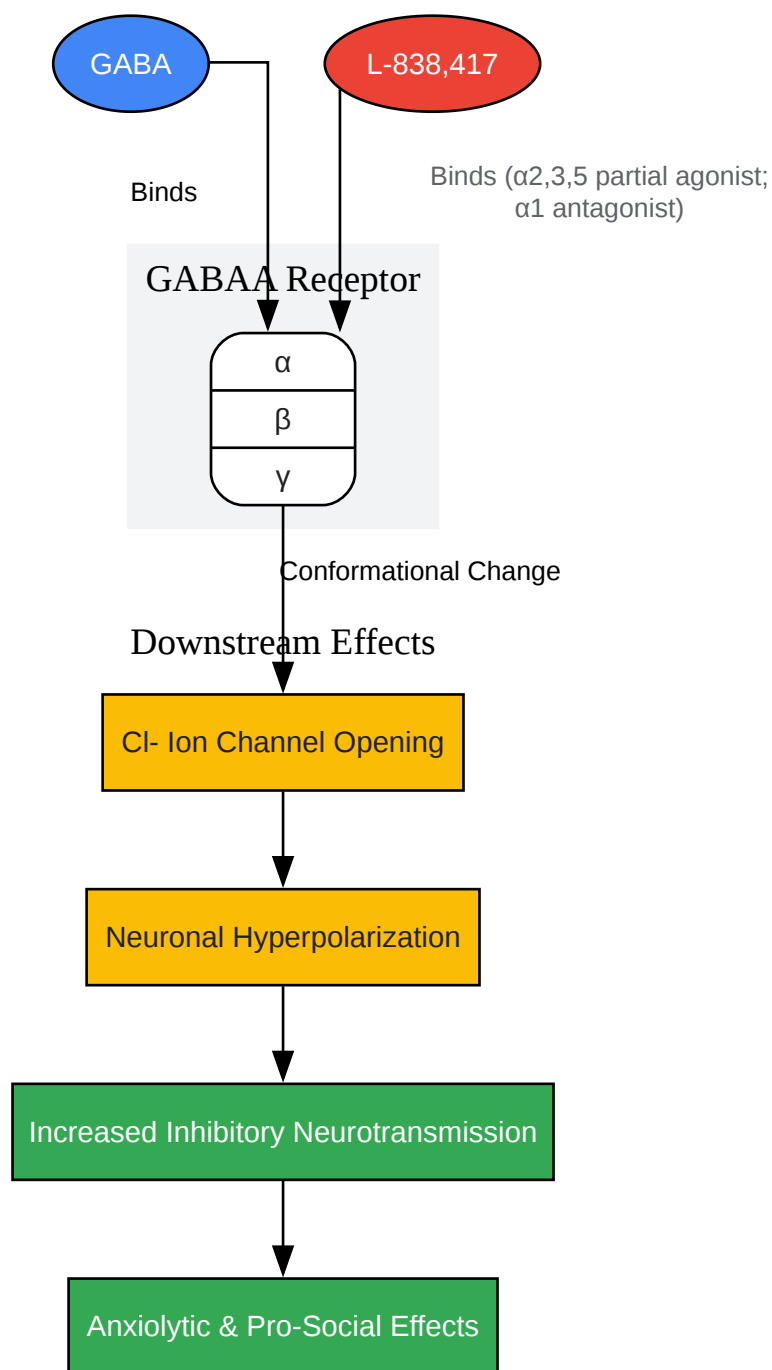 GABA
L-838,417
Binds
Binds (α2,3,5 partial agonist;
α1 antagonist)
GABAA Receptor
α
β
γ
Conformational Change
Downstream Effects
Cl- Ion Channel Opening
Neuronal Hyperpolarization
Increased Inhibitory Neurotransmission
Anxiolytic & Pro-Social Effects